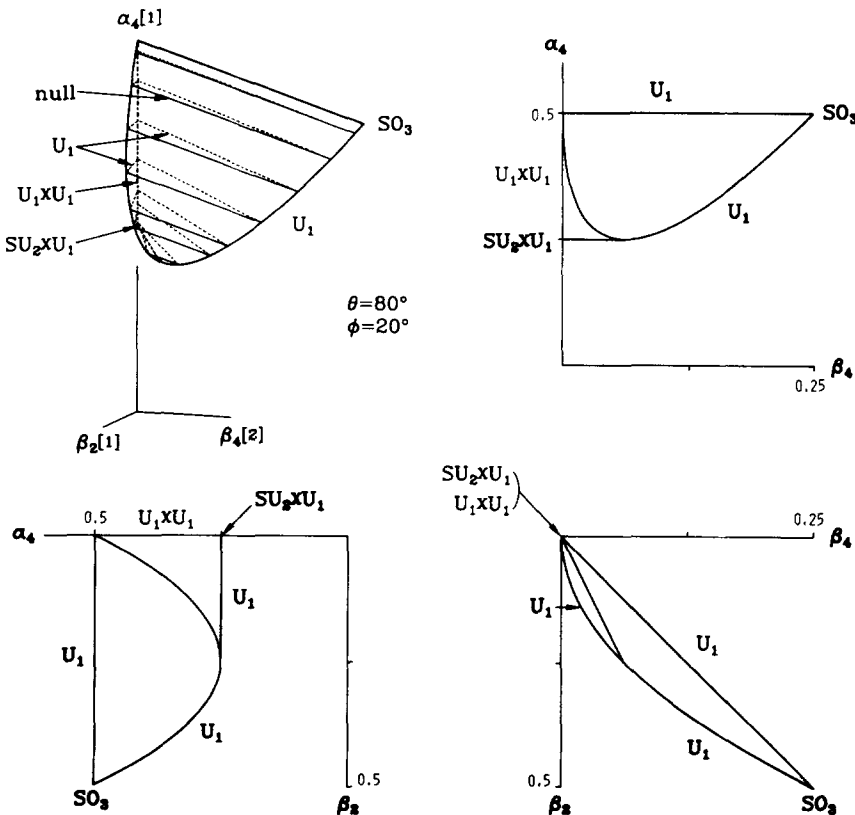 α₄[1]
null
SO₃
U₁
U₁xU₁
SU₂xU₁
U₁
θ=80°
φ=20°
β₂[1]
β₄[2]
α₄
U₁
0.5
SO₃
U₁xU₁
U₁
SU₂xU₁
β₄
0.25
0.5
U₁xU₁
SU₂xU₁
α₄
U₁
U₁
U₁
0.5
SO₃
β₂
SU₂xU₁
U₁xU₁
0.25
β₄
U₁
U₁
U₁
0.5
β₂
SO₃